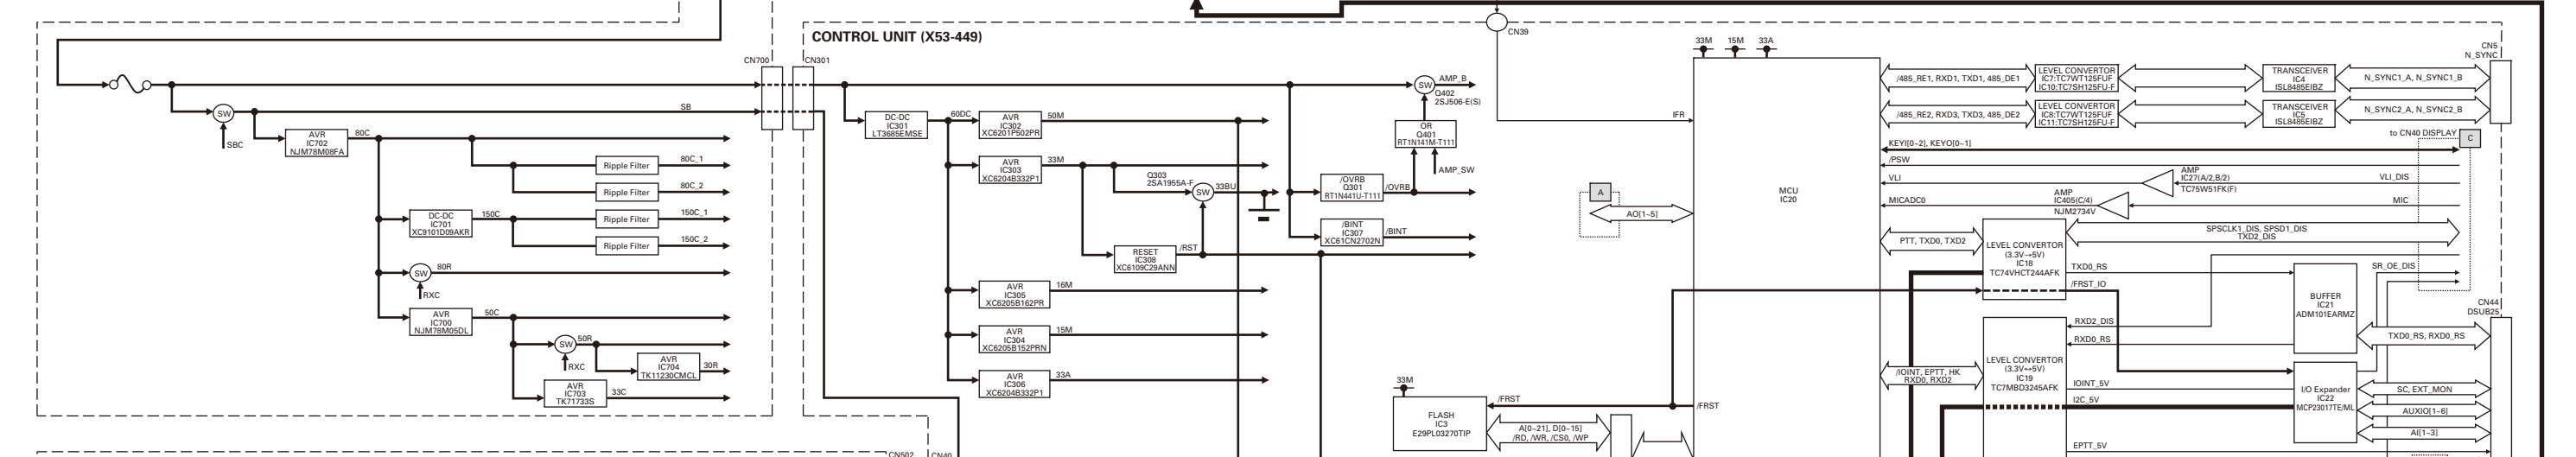 CONTROL UNIT (X53-449)
CN700
CN301
SW
SBC
SB
AVR
IC702
NJM78M08FA
80C
Ripple Filter
80C_1
Ripple Filter
80C_2
DC-DC
IC701
XC9101D09AKR
150C
Ripple Filter
150C_1
Ripple Filter
150C_2
SW
80R
RXC
AVR
IC700
NJM78M05DL
50C
SW
50R
RXC
AVR
IC704
TK11230CMCL
30R
AVR
IC703
TK71733S
33C
DC-DC
IC301
LT3685EMSE
60DC
AVR
IC302
XC6201P502PR
50M
AVR
IC303
XC6204B332P1
33M
Q303
2SA1955A-F
SW
33BU
RESET
IC308
XC6109C29ANN
/RST
AVR
IC305
XC6205B162PR
16M
AVR
IC304
XC6205B152PRN
15M
AVR
IC306
XC6204B332P1
33A
SW
AMP_B
Q402
2SJ506-E(S)
OR
Q401
RT1N141M-T111
AMP_SW
/OVRB
Q301
RT1N441U-T111
/OVRB
/BINT
IC307
XC61CN2702N
/BINT
CN39
IFR
A
AO[1~5]
33M
15M
33A
MCU
IC20
33M
FLASH
IC3
E29PL03270TIP
/FRST
/FRST
A[0~21], D[0~15]
/RD, /WR, /CS0, /WP
/485_RE1, RXD1, TXD1, 485_DE1
LEVEL CONVERTOR
IC7:TC7WT125FUF
IC10:TC7SH125FU-F
TRANSCEIVER
IC4
ISL8485EIBZ
N_SYNC1_A, N_SYNC1_B
CN5
N_SYNC
/485_RE2, RXD3, TXD3, 485_DE2
LEVEL CONVERTOR
IC8:TC7WT125FUF
IC11:TC7SH125FU-F
TRANSCEIVER
IC5
ISL8485EIBZ
N_SYNC2_A, N_SYNC2_B
to CN40 DISPLAY
C
KEYI[0~2], KEYO[0~1]
/PSW
VLI
AMP
IC27(A/2,B/2)
TC75W51FK(F)
VLI_DIS
MICADC0
AMP
IC405(C/4)
NJM2734V
MIC
PTT, TXD0, TXD2
LEVEL CONVERTOR
(3.3V→5V)
IC18
TC74VHCT244AFK
SPSCLK1_DIS, SPSD1_DIS
TXD2_DIS
TXD0_RS
SR_OE_DIS
/FRST_IO
BUFFER
IC21
ADM101EARMZ
CN44
DSUB25
RXD2_DIS
RXD0_RS
TXD0_RS, RXD0_RS
/IOINT, EPTT, HK
RXD0, RXD2
LEVEL CONVERTOR
(3.3V↔5V)
IC19
TC7MBD3245AFK
IOINT_5V
I2C_5V
EPTT_5V
I/O Expander
IC22
MCP23017TE/ML
SC, EXT_MON
AUXIO[1~6]
AI[1~3]
CN502
CN40